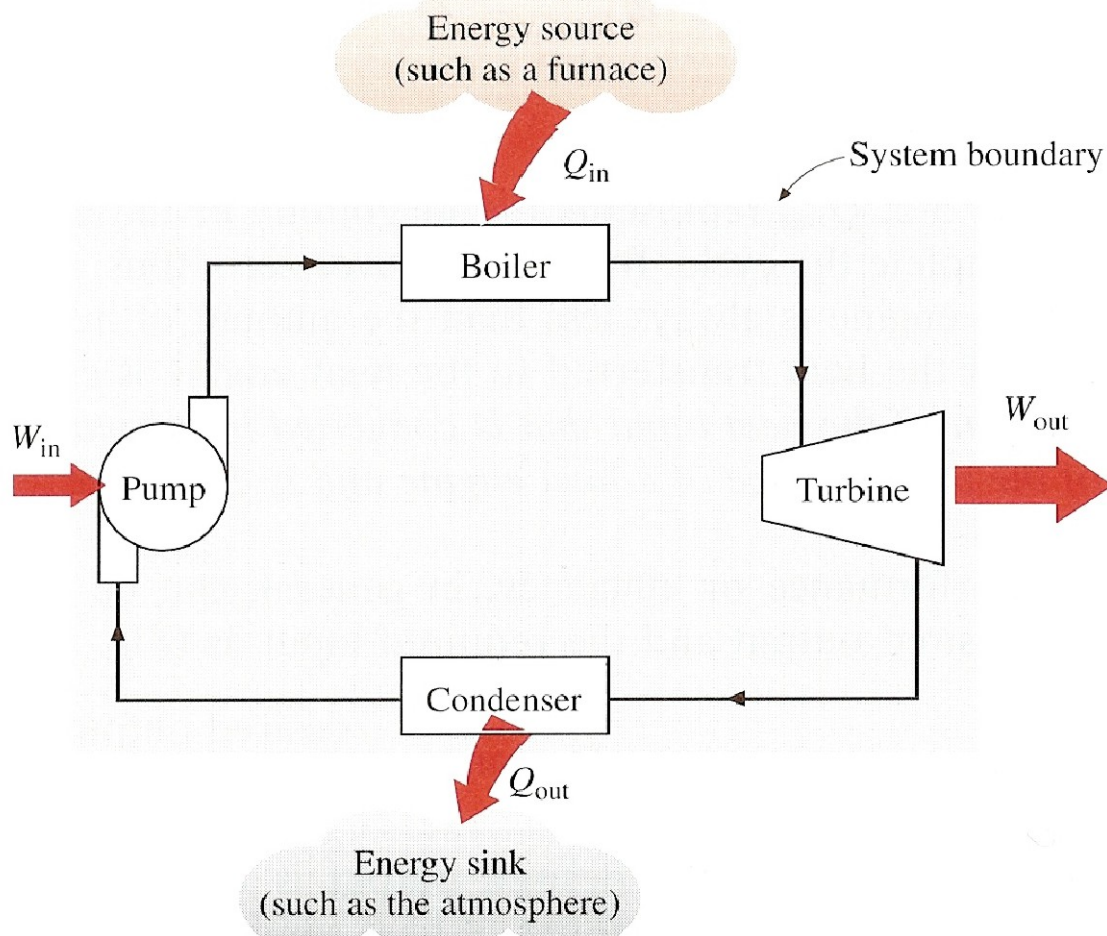 Energy source
(such as a furnace)
Qin
System boundary
Boiler
Win
Pump
Turbine
Wout
Condenser
Qout
Energy sink
(such as the atmosphere)